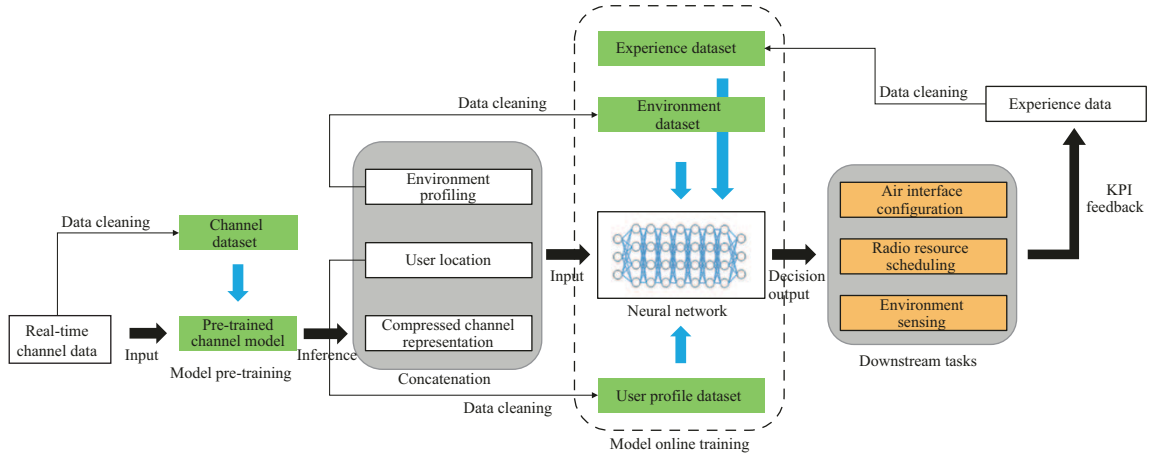 Experience dataset
Data cleaning
Environment
dataset
Data cleaning
Experience data
Environment
profiling
Air interface
configuration
KPI
feedback
Data cleaning
Channel
dataset
User location
Input
Radio resource
scheduling
Decision
output
Neural network
Real-time
channel data
Input
Pre-trained
channel model
Inference
Compressed channel
representation
Environment
sensing
Model pre-training
Concatenation
Downstream tasks
Data cleaning
User profile dataset
Model online training